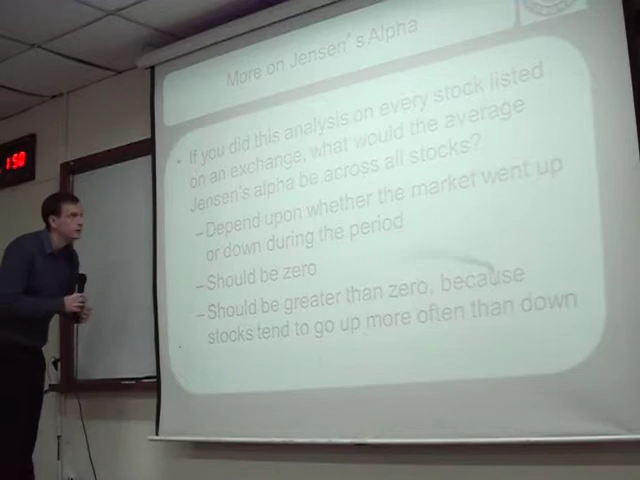 More on Jensen's Alpha
If you did this analysis on every stock listed
on an exchange, what would the average
Jensen's alpha be across all stocks?
–Depend upon whether the market went up
or down during the period
–Should be zero
–Should be greater than zero, because
stocks tend to go up more often than down
1:50